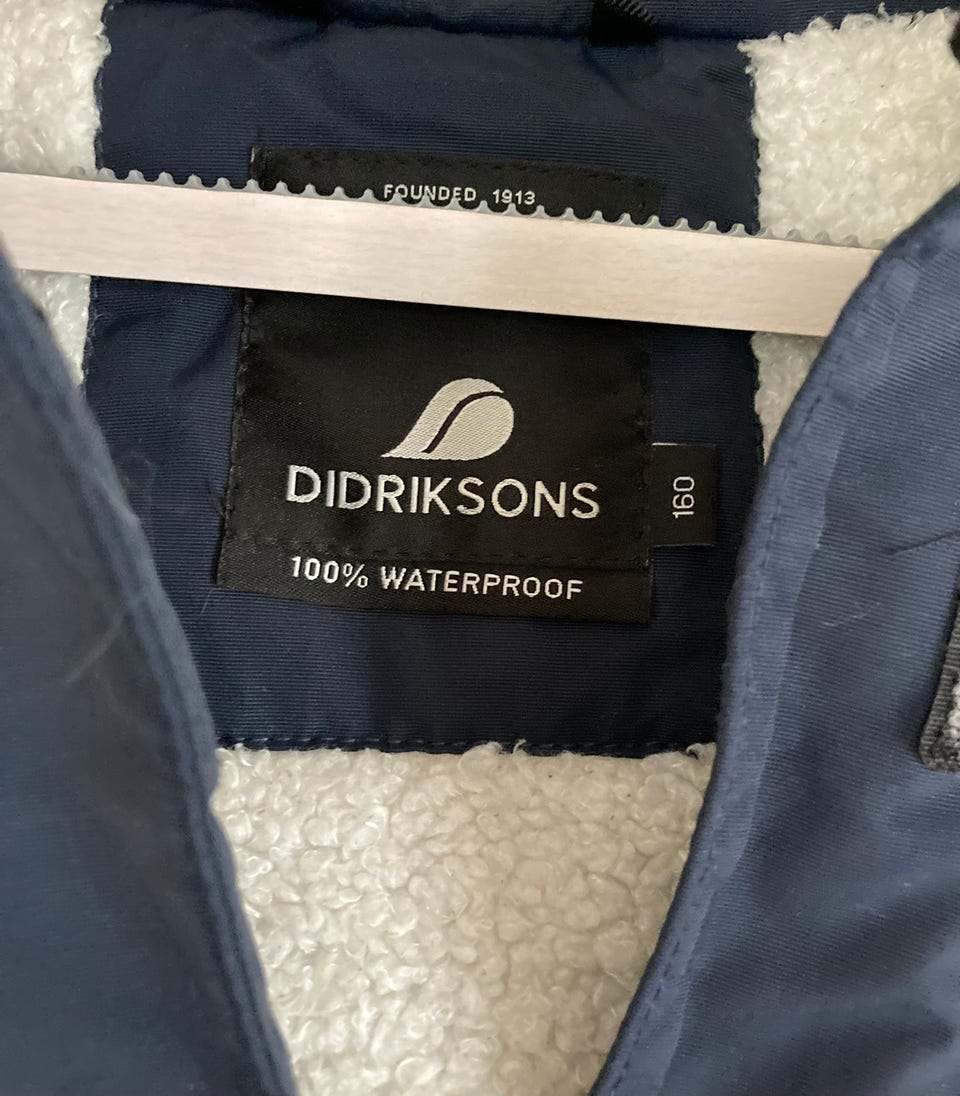 FOUNDED 1913
DIDRIKSONS
160
100% WATERPROOF